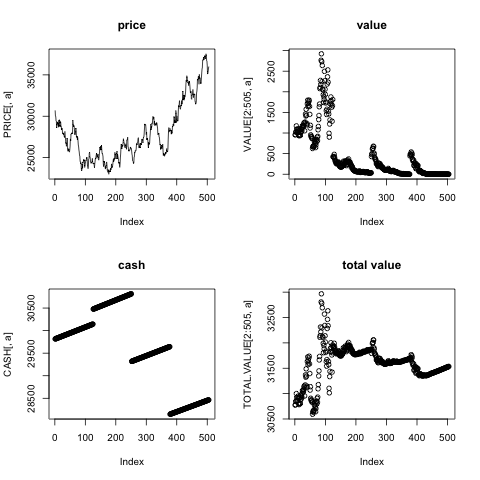 price
PRICE[, a]
25000 30000 35000
0 100 200 300 400 500
Index
value
VALUE[2:505, a]
0 500 1500 2500
0 100 200 300 400 500
Index
cash
CASH[, a]
28500 29500 30500
0 100 200 300 400 500
Index
total value
TOTAL.VALUE[2:505, a]
30500 31500 32500
0 100 200 300 400 500
Index